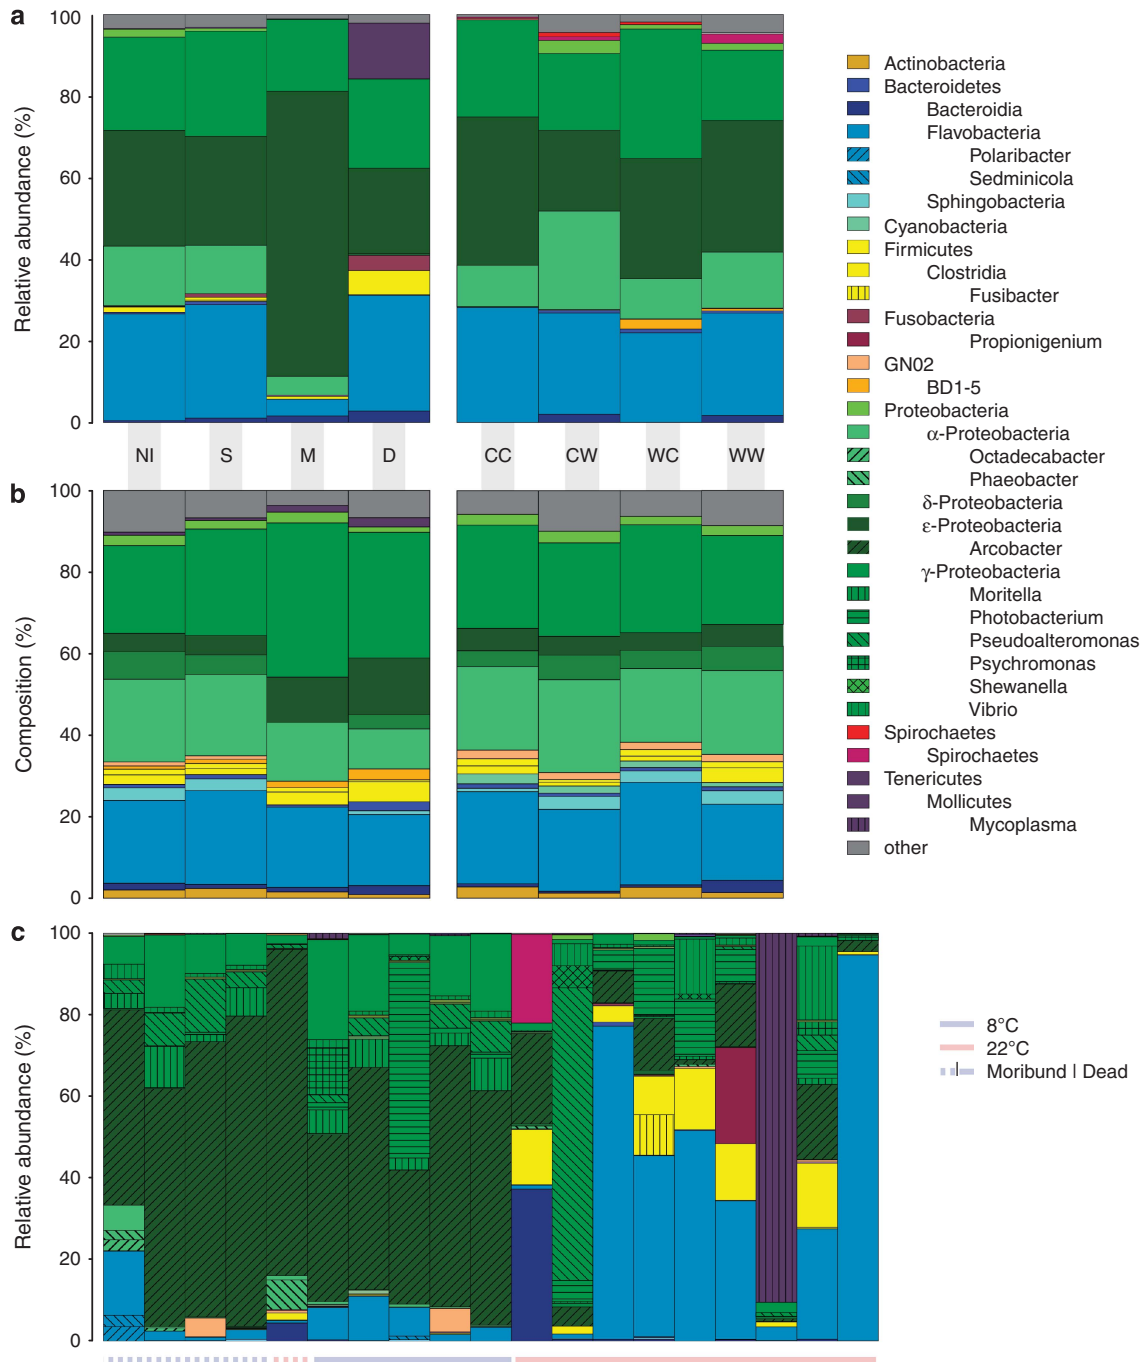 a
Relative abundance (%)
100
80
60
40
20
0
NI S M D CC CW WC WW
b
Composition (%)
100
80
60
40
20
0
c
Relative abundance (%)
100
80
60
40
20
0
Actinobacteria
Bacteroidetes
Bacteroidia
Flavobacteria
Polaribacter
Sedminicola
Sphingobacteria
Cyanobacteria
Firmicutes
Clostridia
Fusibacter
Fusobacteria
Propionigenium
GN02
BD1-5
Proteobacteria
α-Proteobacteria
Octadecabacter
Phaeobacter
δ-Proteobacteria
ε-Proteobacteria
Arcobacter
γ-Proteobacteria
Moritella
Photobacterium
Pseudoalteromonas
Psychromonas
Shewanella
Vibrio
Spirochaetes
Spirochaetes
Tenericutes
Mollicutes
Mycoplasma
other
8°C
22°C
Moribund | Dead